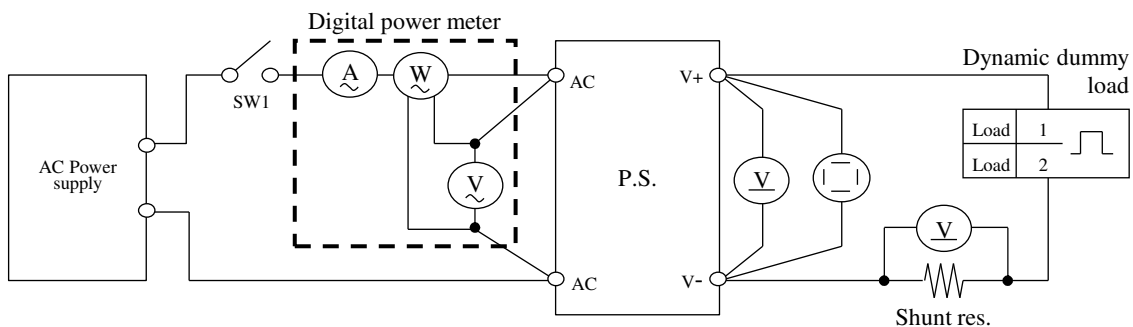 Digital power meter
Dynamic dummy
load
A
W
AC
V+
SW1
Load 1
Load 2
AC Power
supply
V
P.S.
V
V
AC
V-
Shunt res.